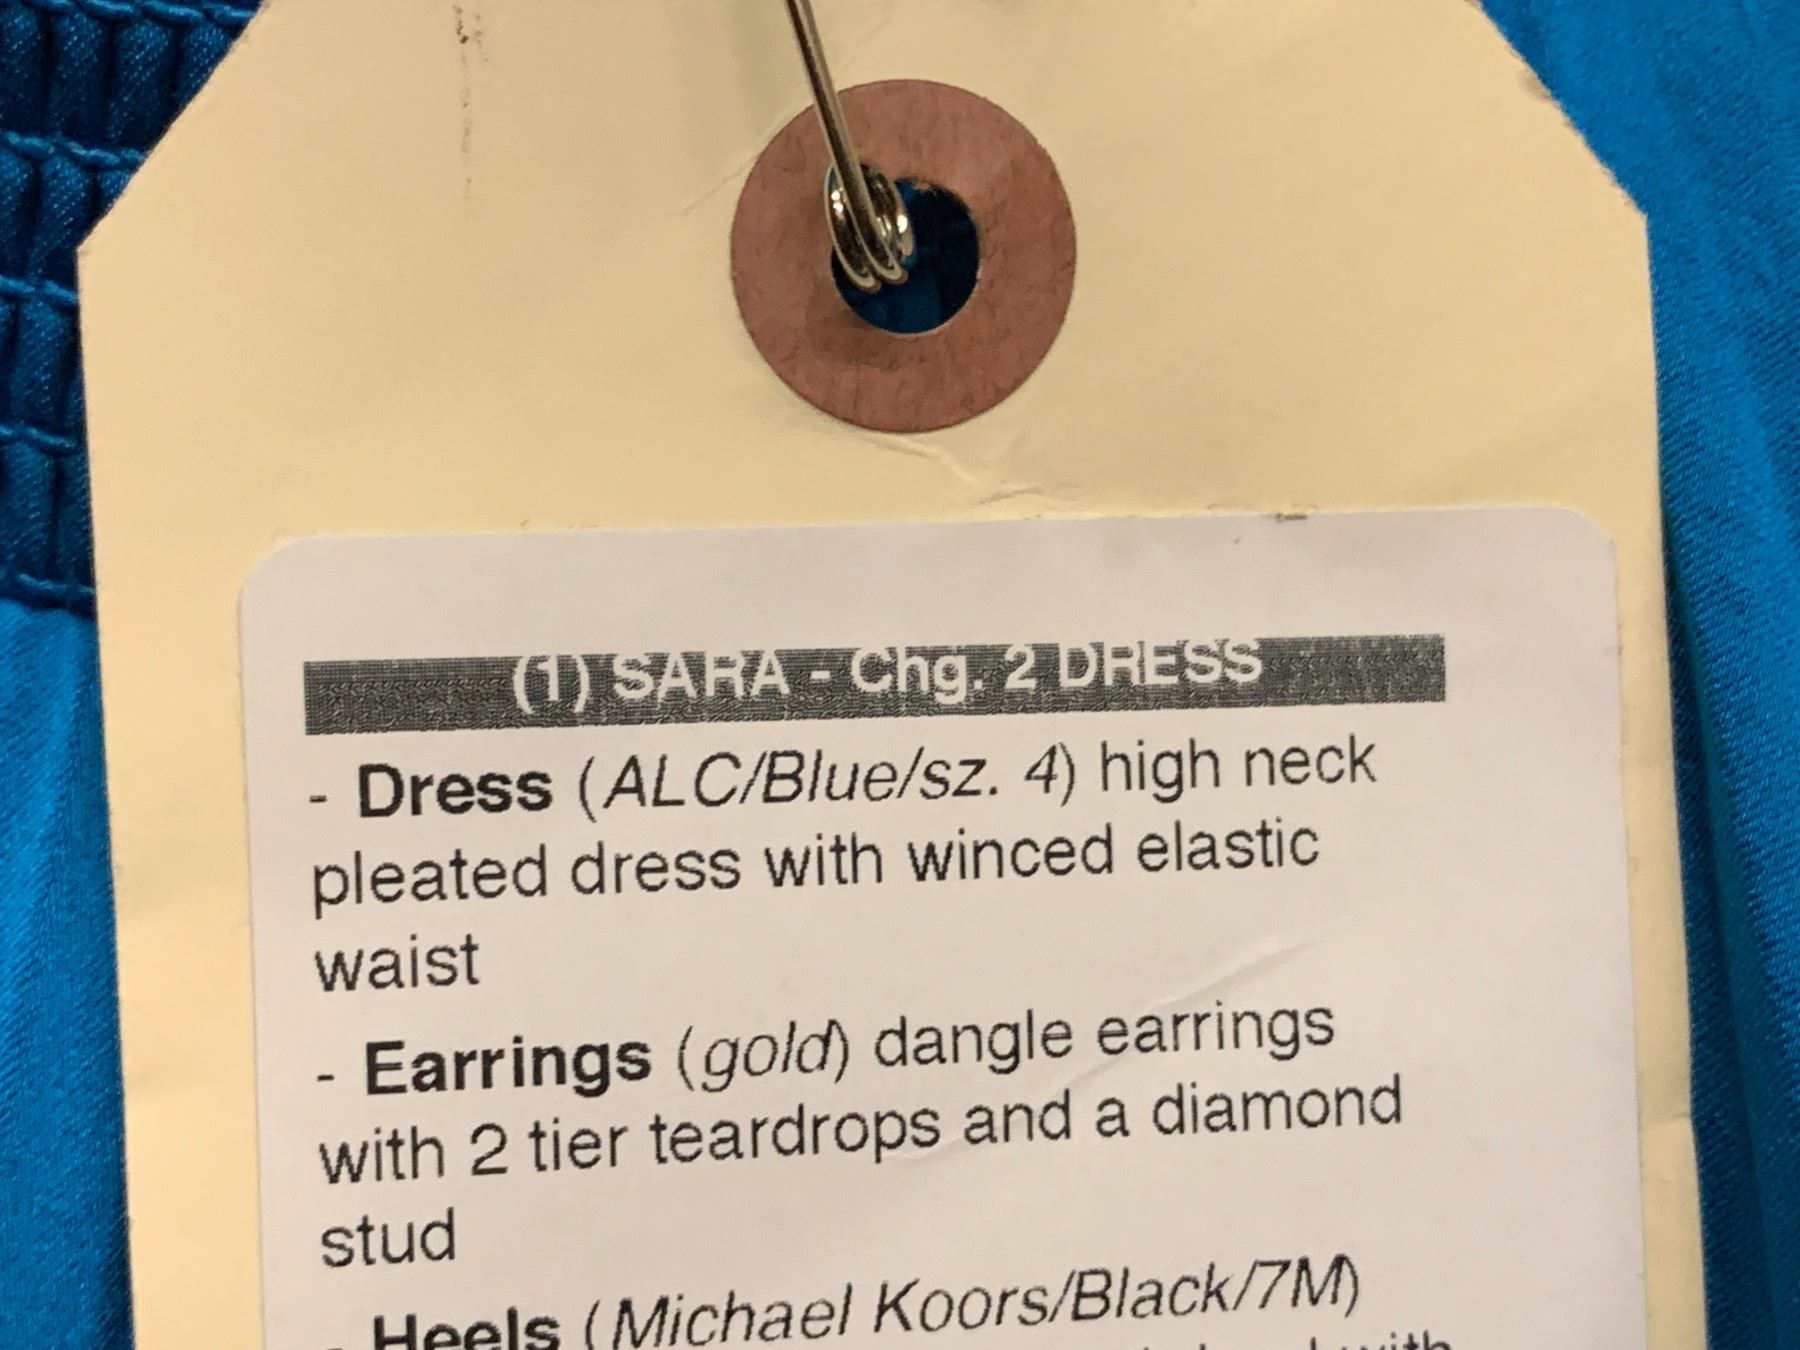 (1) SARA - Chg. 2 DRESS
- Dress (ALC/Blue/sz. 4) high neck
pleated dress with winced elastic
waist
- Earrings (gold) dangle earrings
with 2 tier teardrops and a diamond
stud
- Heels (Michael Koors/Black/7M)
with